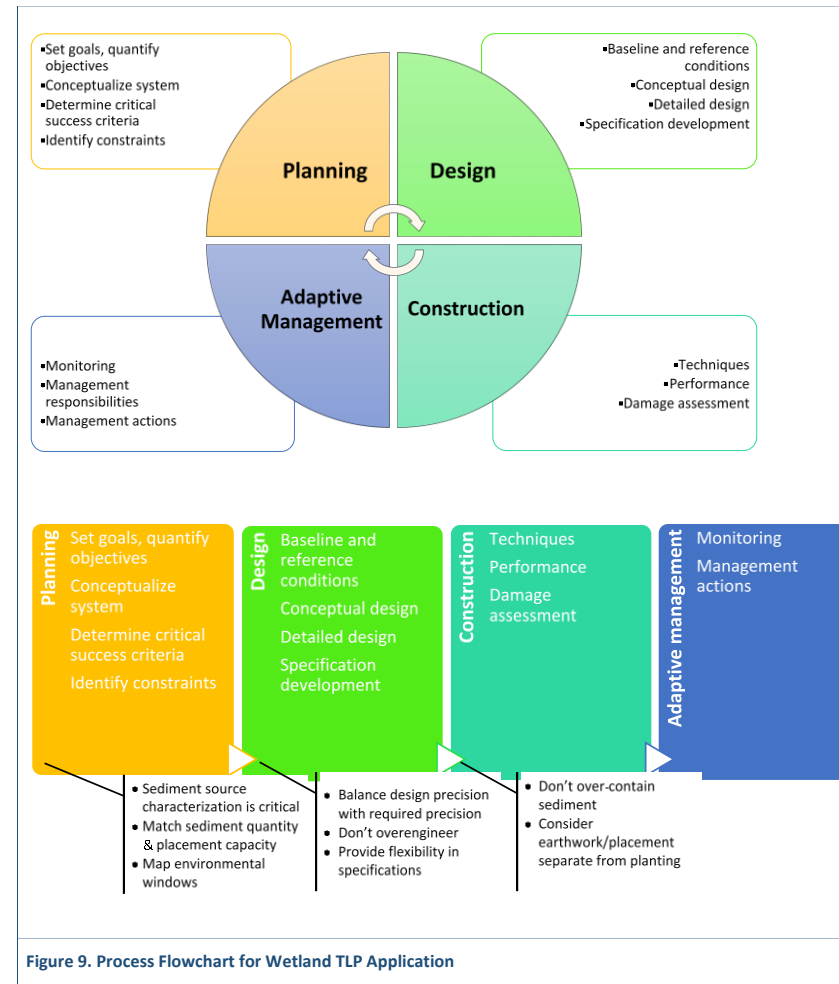 ▪Set goals, quantify
objectives
▪Conceptualize system
▪Determine critical
success criteria
▪Identify constraints
▪Baseline and reference
conditions
▪Conceptual design
▪Detailed design
▪Specification development
Planning
Design
Adaptive
Management
Construction
▪Monitoring
▪Management
responsibilities
▪Management actions
▪Techniques
▪Performance
▪Damage assessment
Planning
Set goals, quantify
objectives
Conceptualize
system
Determine critical
success criteria
Identify constraints
Design
Baseline and
reference
conditions
Conceptual design
Detailed design
Specification
development
Construction
Techniques
Performance
Damage
assessment
Adaptive management
Monitoring
Management
actions
• Sediment source
characterization is critical
• Match sediment quantity
& placement capacity
• Map environmental
windows
• Balance design precision
with required precision
• Don’t overengineer
• Provide flexibility in
specifications
• Don’t over-contain
sediment
• Consider
earthwork/placement
separate from planting
Figure 9. Process Flowchart for Wetland TLP Application